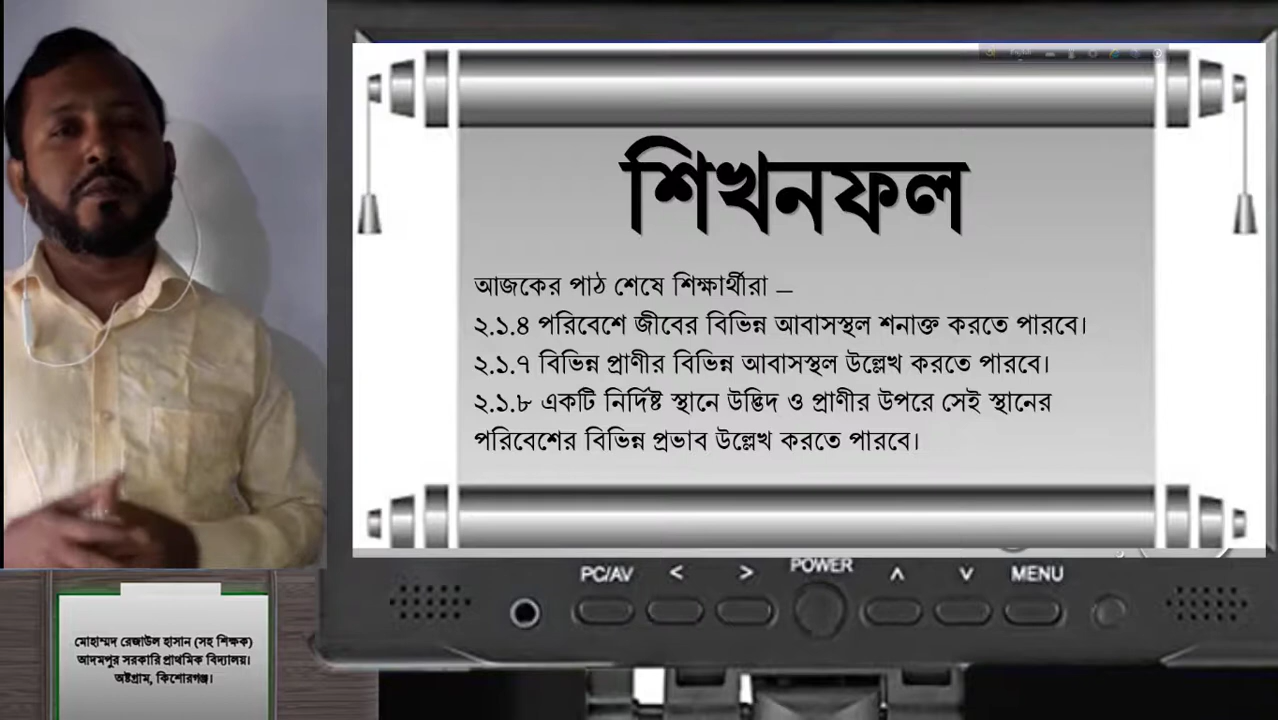 শিখনফল
আজকের পাঠ শেষে শিক্ষার্থীরা –
২.১.৪ পরিবেশে জীবের বিভিন্ন আবাসস্থল শনাক্ত করতে পারবে।
২.১.৭ বিভিন্ন প্রাণীর বিভিন্ন আবাসস্থল উল্লেখ করতে পারবে।
২.১.৮ একটি নির্দিষ্ট স্থানে উদ্ভিদ ও প্রাণীর উপরে সেই স্থানের
পরিবেশের বিভিন্ন প্রভাব উল্লেখ করতে পারবে।
PC/AV < > POWER ∧ ∨ MENU
মোহাম্মদ রেজাউল হাসান (সহ শিক্ষক)
আদমপুর সরকারি প্রাথমিক বিদ্যালয়।
অষ্টগ্রাম, কিশোরগঞ্জ।